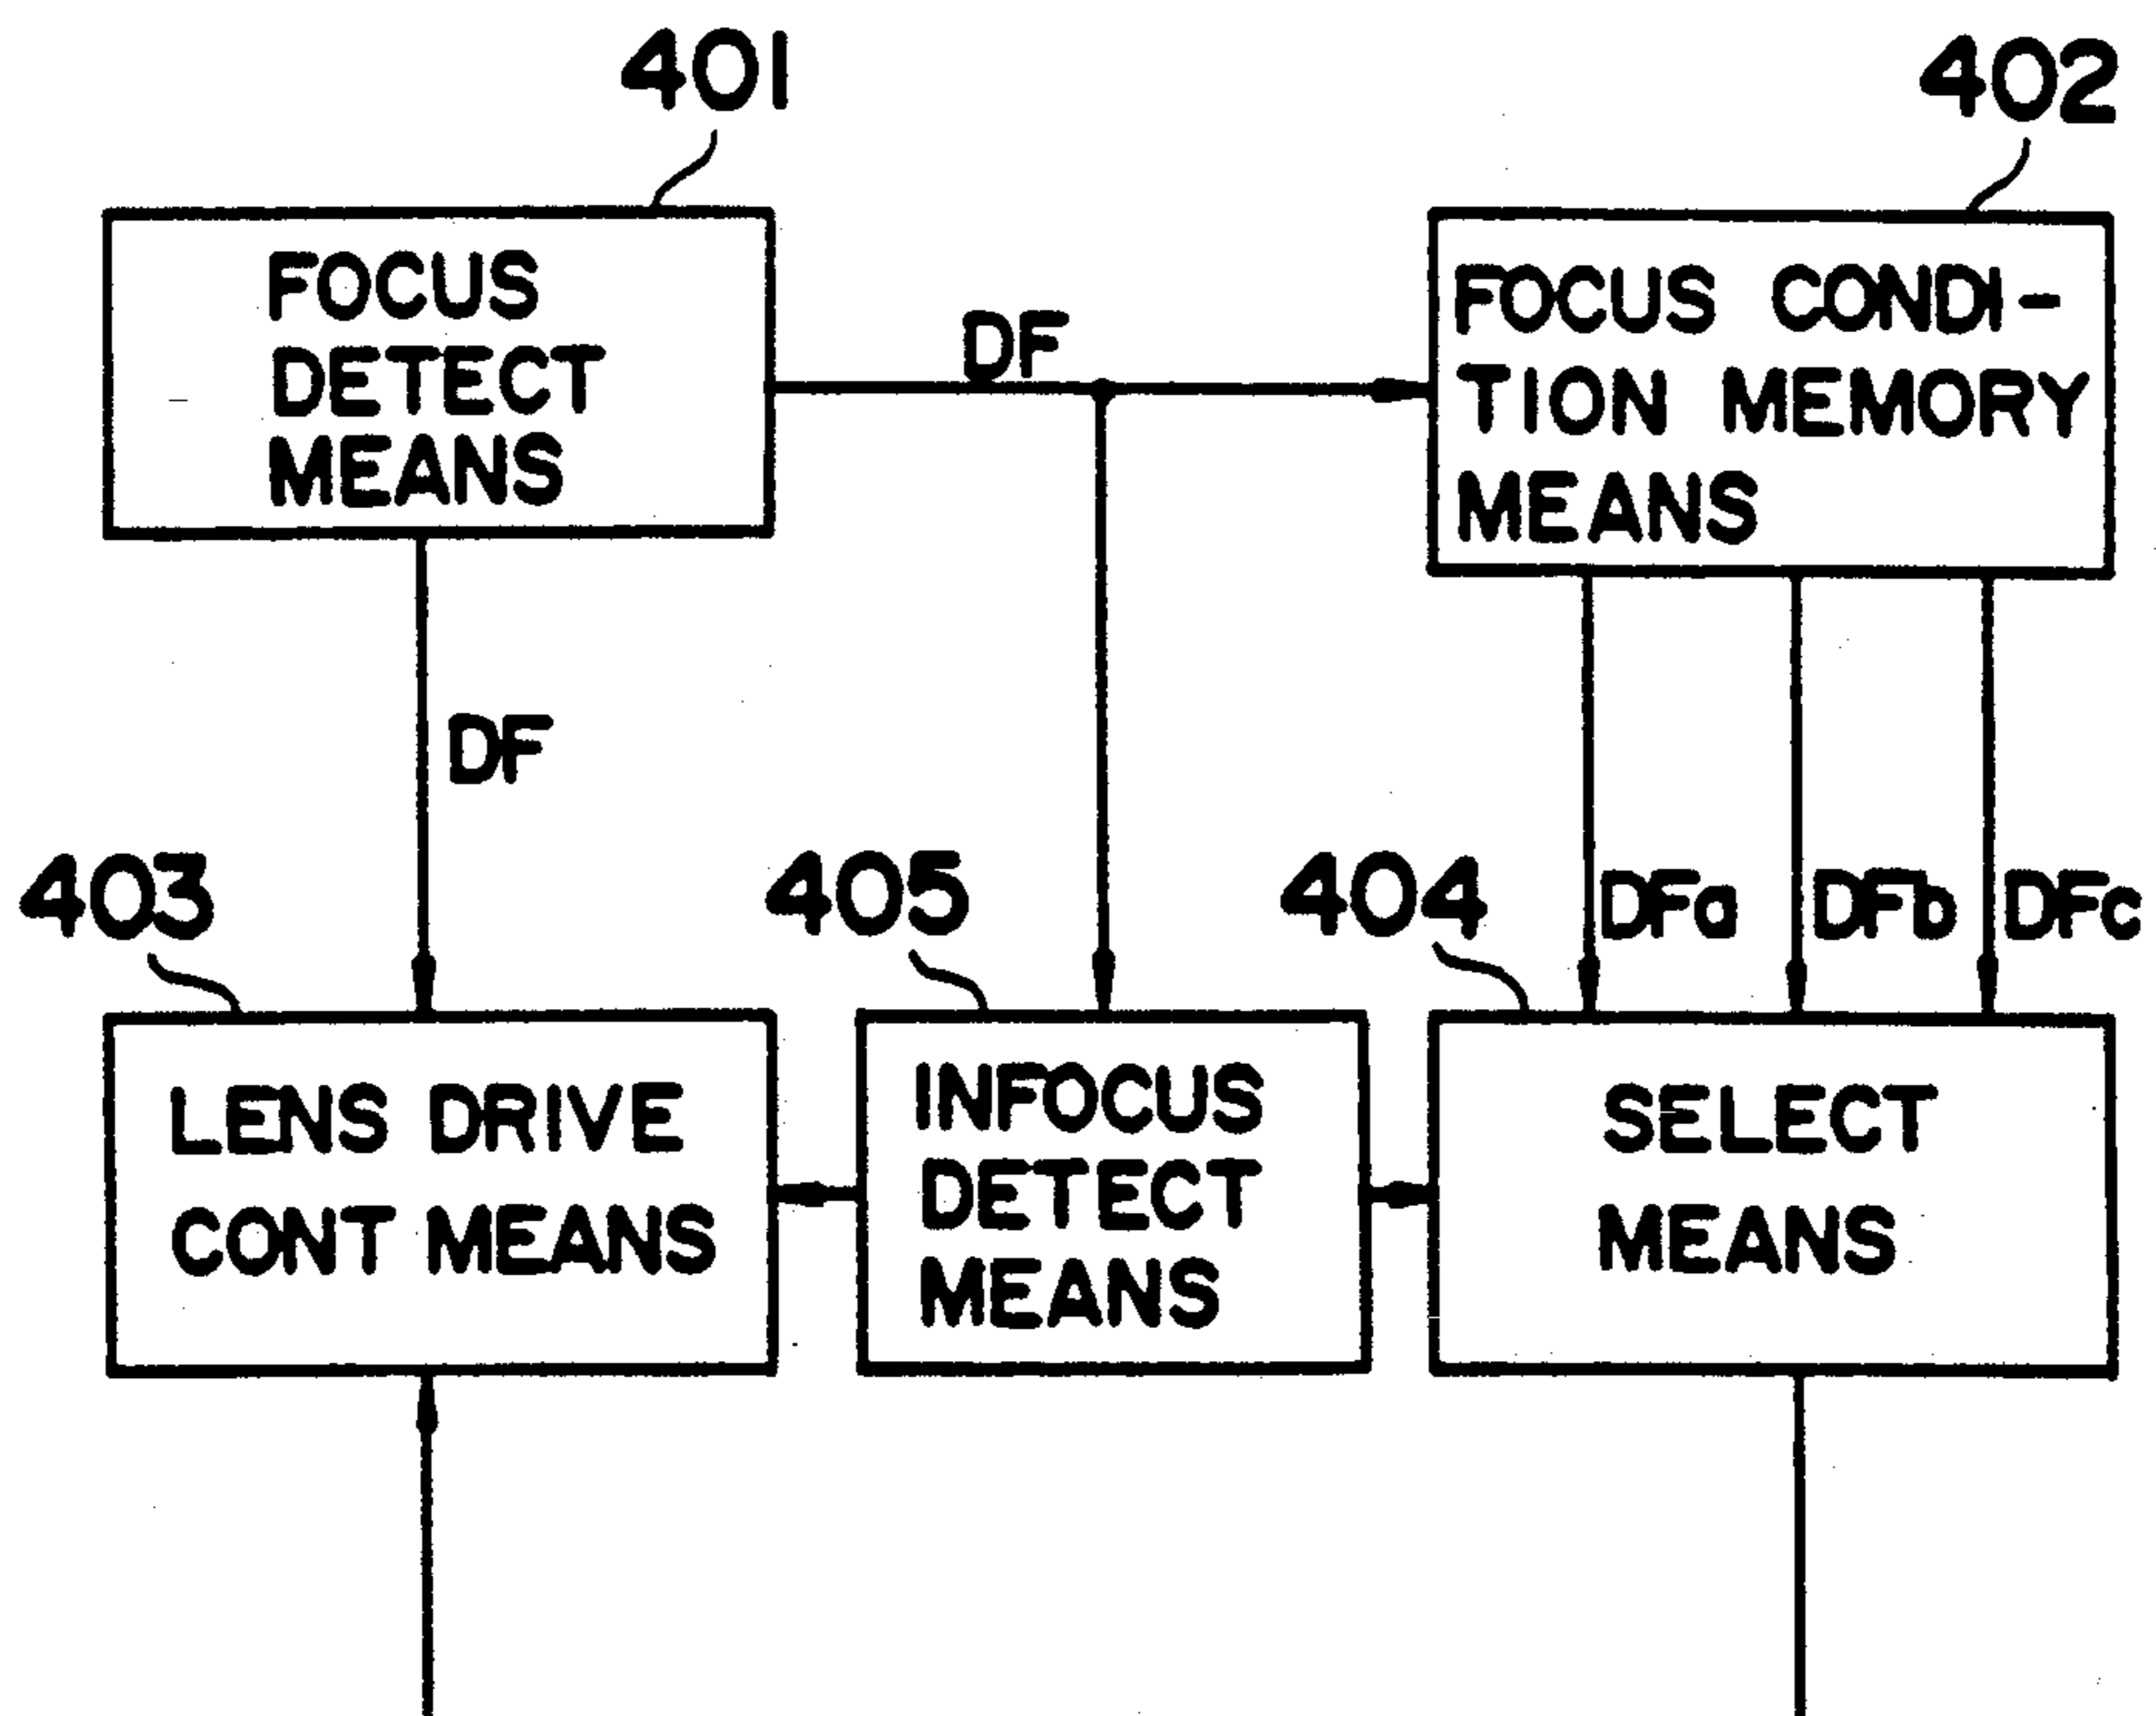 401
402
FOCUS
DETECT
MEANS
DF
FOCUS CONDI-
TION MEMORY
MEANS
DF
DFa
DFb
DFc
403
405
404
LENS DRIVE
CONT MEANS
INFOCUS
DETECT
MEANS
SELECT
MEANS